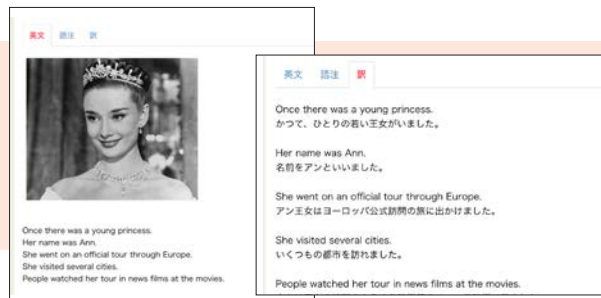 英文 語注 訳
Once there was a young princess.
Her name was Ann.
She went on an official tour through Europe.
She visited several cities.
People watched her tour in news films at the movies.
英文 語注 訳
Once there was a young princess.
かつて、ひとりの若い王女がいました。
Her name was Ann.
名前をアンといいました。
She went on an official tour through Europe.
アン王女はヨーロッパ公式訪問の旅に出かけました。
She visited several cities.
いくつもの都市を訪れました。
People watched her tour in news films at the movies.